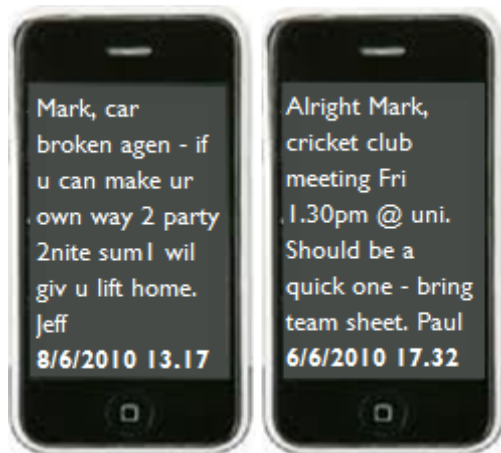 Mark, car
broken agen - if
u can make ur
own way 2 party
2nite sum1 wil
giv u lift home.
Jeff
8/6/2010 13.17
Alright Mark,
cricket club
meeting Fri
1.30pm @ uni.
Should be a
quick one - bring
team sheet. Paul
6/6/2010 17.32